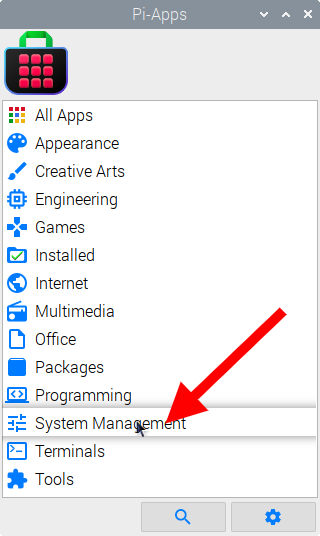 Pi-Apps
All Apps
Appearance
Creative Arts
Engineering
Games
Installed
Internet
Multimedia
Office
Packages
Programming
System Management
Terminals
Tools